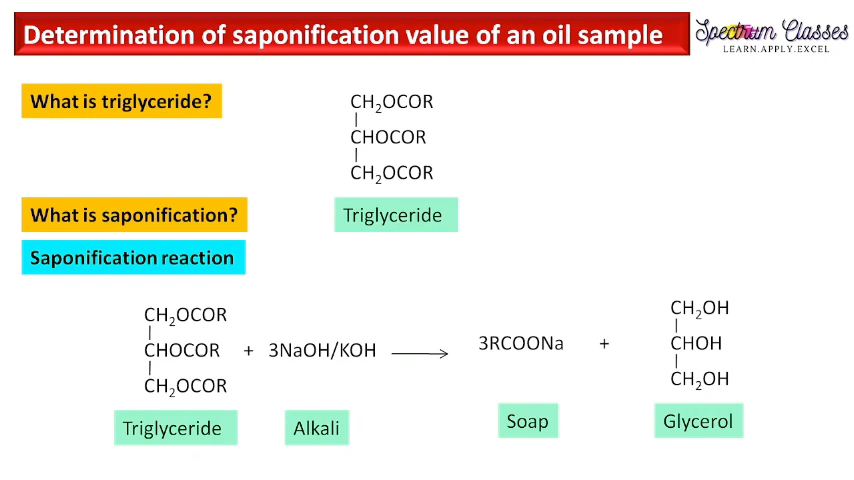 Determination of saponification value of an oil sample
Spectrum Classes
LEARN.APPLY.EXCEL
What is triglyceride?
CH₂OCOR
CHOCOR
CH₂OCOR
Triglyceride
What is saponification?
Saponification reaction
CH₂OCOR
CHOCOR + 3NaOH/KOH ⟶ 3RCOONa +
CH₂OCOR
CH₂OH
CHOH
CH₂OH
Triglyceride
Alkali
Soap
Glycerol